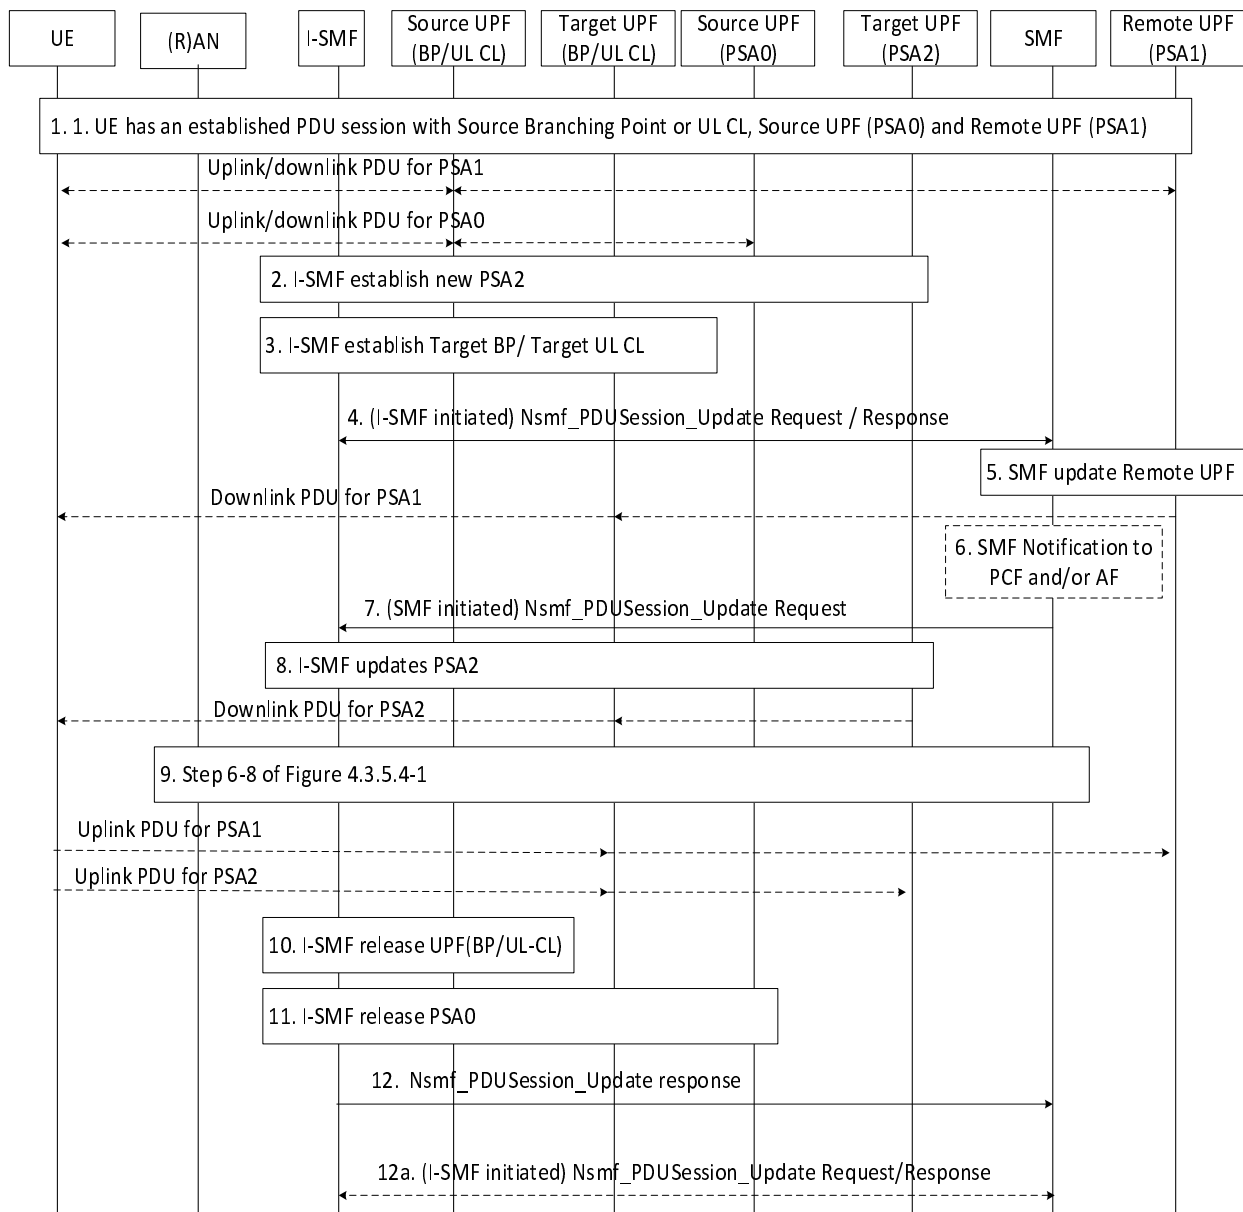 UE
(R)AN
I-SMF
Source UPF
(BP/UL CL)
Target UPF
(BP/UL CL)
Source UPF
(PSA0)
Target UPF
(PSA2)
SMF
Remote UPF
(PSA1)
1. 1. UE has an established PDU session with Source Branching Point or UL CL, Source UPF (PSA0) and Remote UPF (PSA1)
Uplink/downlink PDU for PSA1
Uplink/downlink PDU for PSA0
2. I-SMF establish new PSA2
3. I-SMF establish Target BP/ Target UL CL
4. (I-SMF initiated) Nsmf_PDUSession_Update Request / Response
5. SMF update Remote UPF
Downlink PDU for PSA1
6. SMF Notification to
PCF and/or AF
7. (SMF initiated) Nsmf_PDUSession_Update Request
8. I-SMF updates PSA2
Downlink PDU for PSA2
9. Step 6-8 of Figure 4.3.5.4-1
Uplink PDU for PSA1
Uplink PDU for PSA2
10. I-SMF release UPF(BP/UL-CL)
11. I-SMF release PSA0
12. Nsmf_PDUSession_Update response
12a. (I-SMF initiated) Nsmf_PDUSession_Update Request/Response